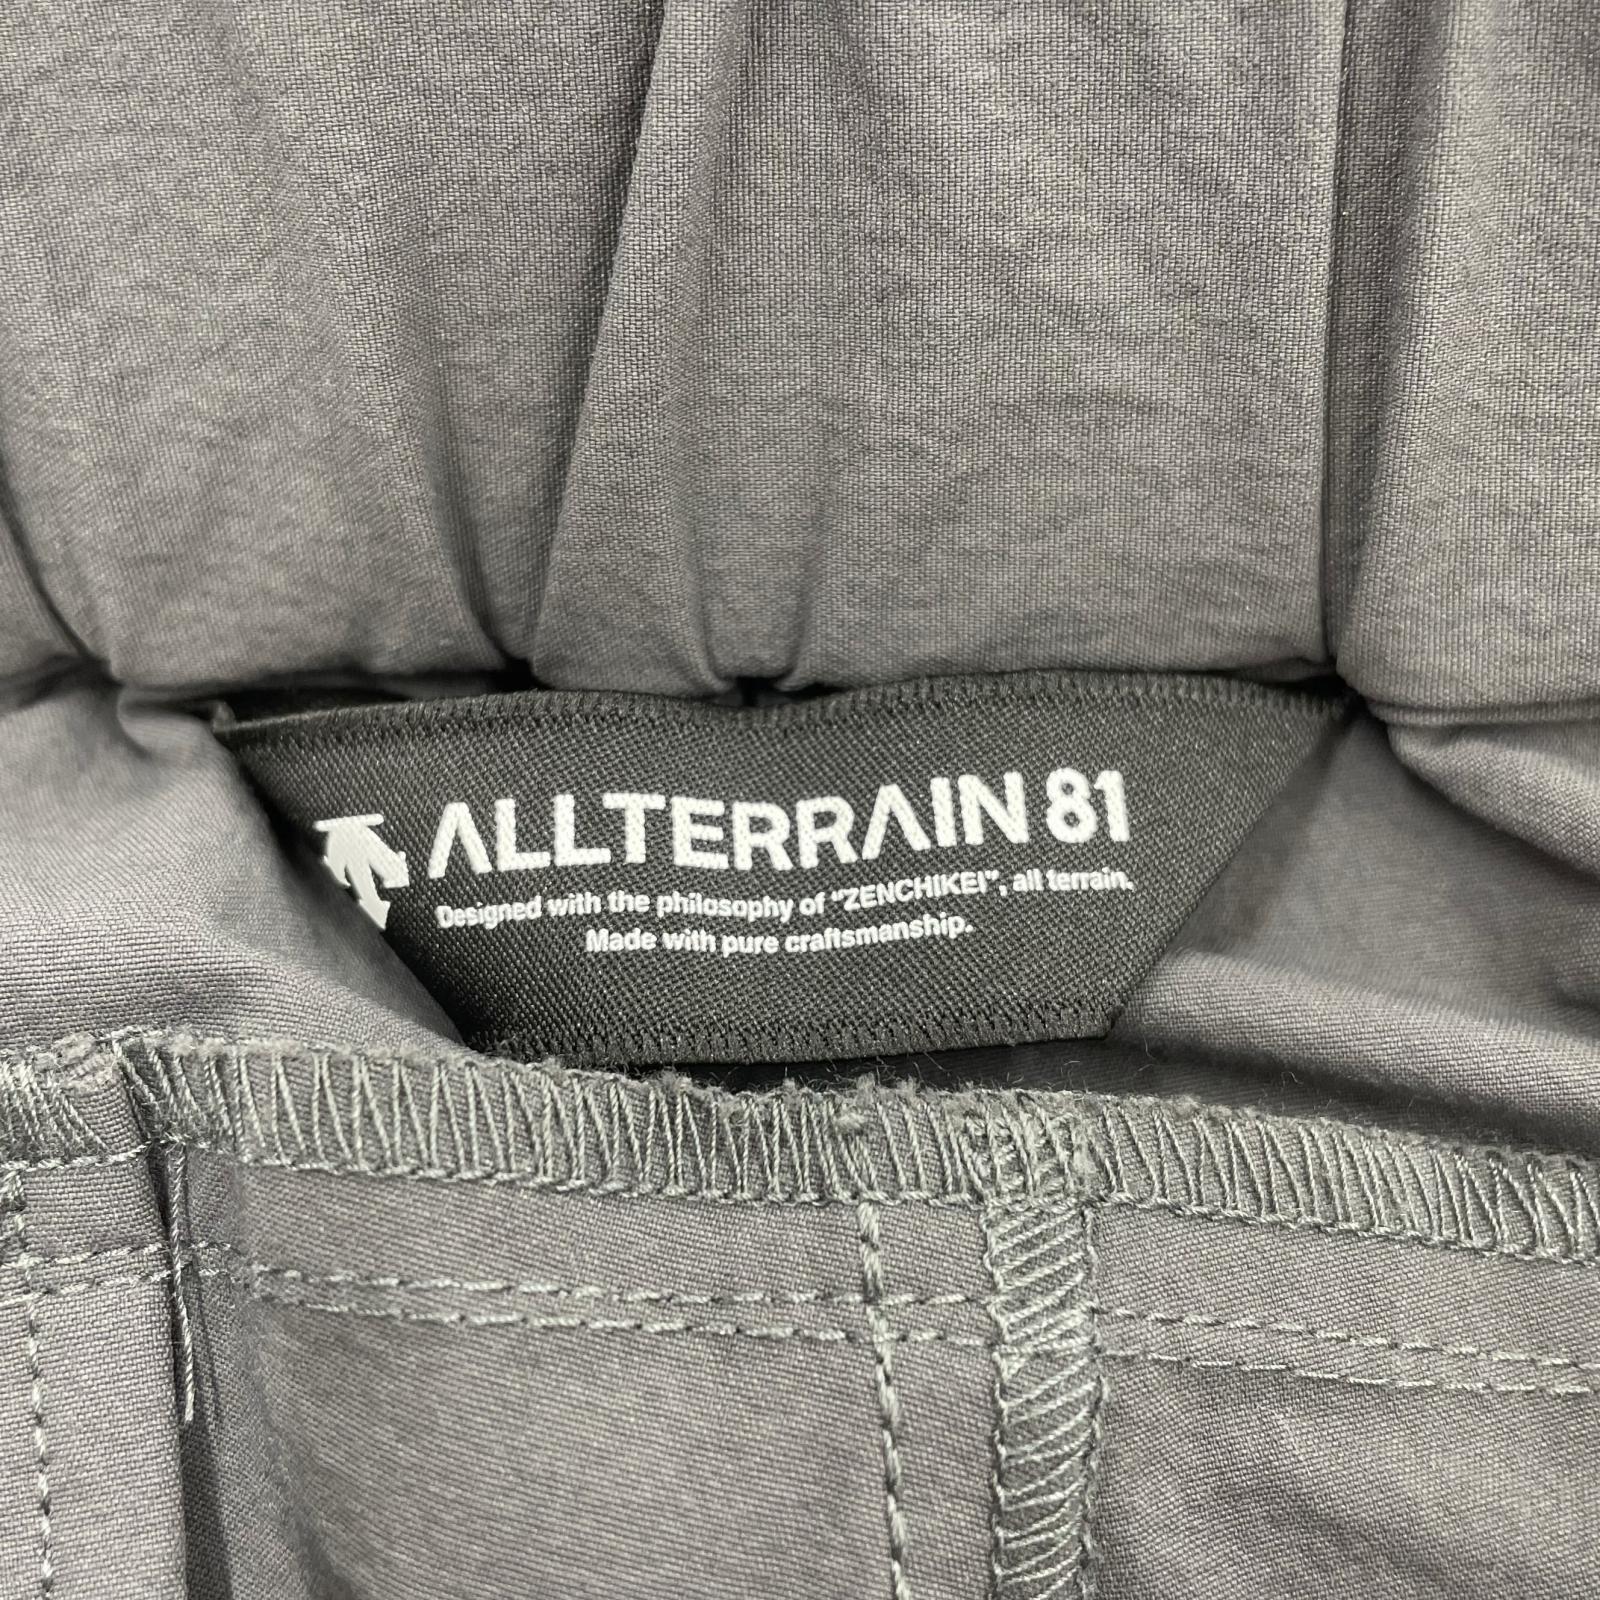 ALLTERRAIN 81
Designed with the philosophy of "ZENCHIKEI", all terrain.
Made with pure craftsmanship.